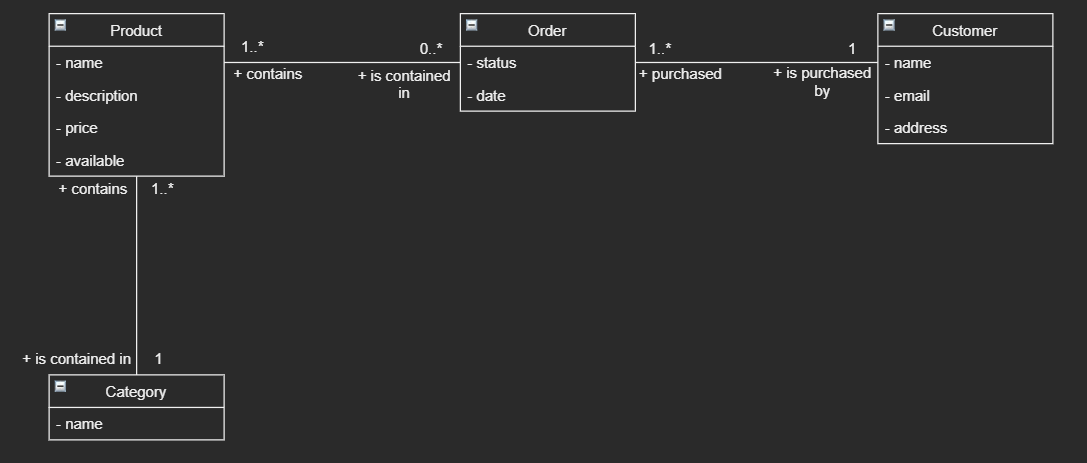 Product
- name
- description
- price
- available
1..*
+ contains
0..*
+ is contained
in
Order
- status
- date
1..*
+ purchased
1
+ is purchased
by
Customer
- name
- email
- address
+ contains
1..*
+ is contained in
1
Category
- name